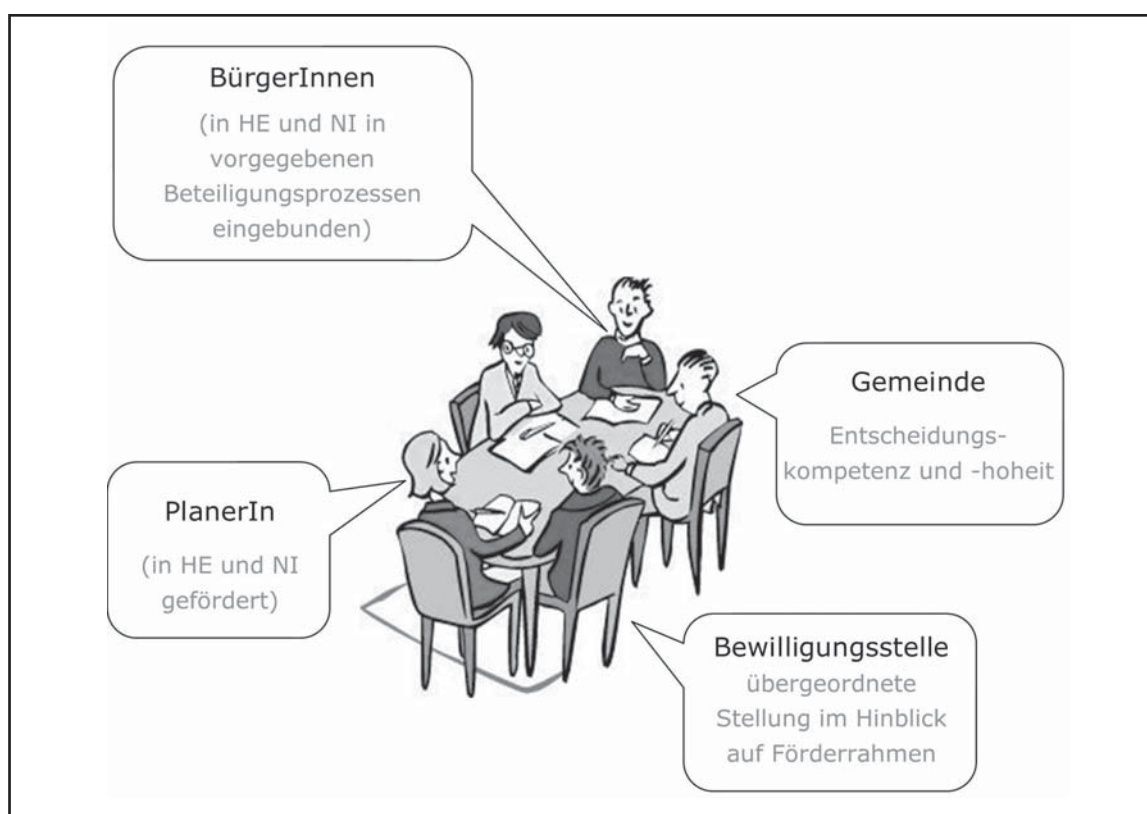 BürgerInnen
(in HE und NI in
vorgegebenen
Beteiligungsprozessen
eingebunden)
Gemeinde
Entscheidungs-
kompetenz und -hoheit
PlanerIn
(in HE und NI
gefördert)
Bewilligungsstelle
übergeordnete
Stellung im Hinblick
auf Förderrahmen